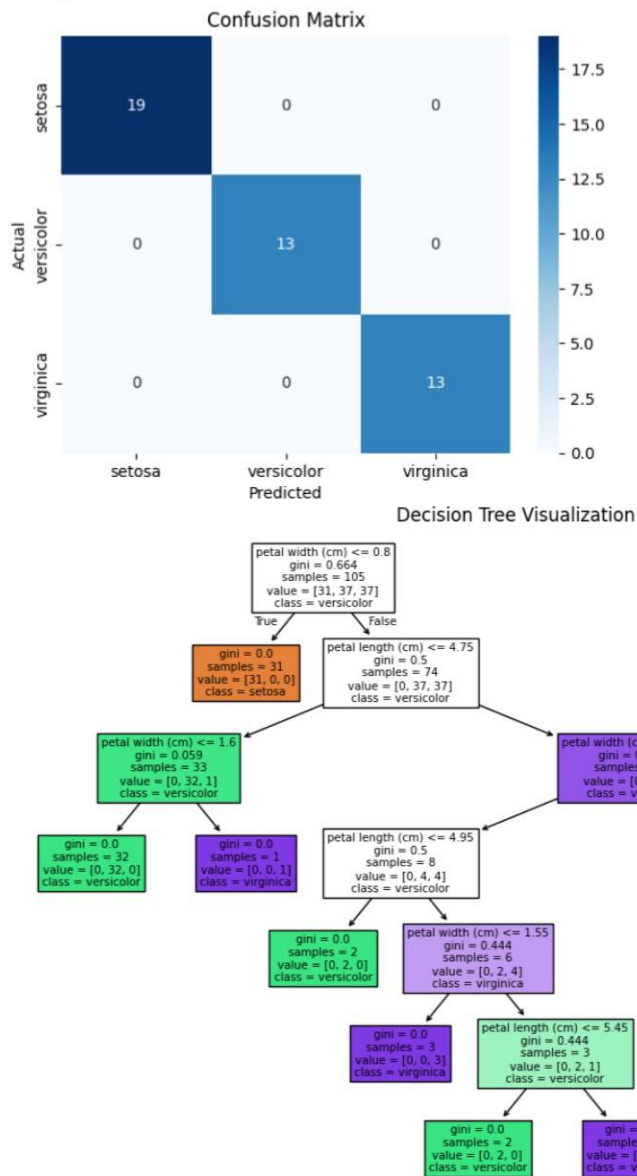 Confusion Matrix
setosa
versicolor
virginica
Actual
19 0 0
0 13 0
0 0 13
setosa versicolor virginica
Predicted
17.5
15.0
12.5
10.0
7.5
5.0
2.5
0.0
Decision Tree Visualization
petal width (cm) <= 0.8
gini = 0.664
samples = 105
value = [31, 37, 37]
class = versicolor
True
False
gini = 0.0
samples = 31
value = [31, 0, 0]
class = setosa
petal length (cm) <= 4.75
gini = 0.5
samples = 74
value = [0, 37, 37]
class = versicolor
petal width (cm) <= 1.6
gini = 0.059
samples = 33
value = [0, 32, 1]
class = versicolor
petal width
gini =
value =
class =
gini = 0.0
samples = 32
value = [0, 32, 0]
class = versicolor
gini = 0.0
samples = 1
value = [0, 0, 1]
class = virginica
petal length (cm) <= 4.95
gini = 0.5
samples = 8
value = [0, 4, 4]
class = versicolor
gini = 0.0
samples = 2
value = [0, 2, 0]
class = versicolor
petal width (cm) <= 1.55
gini = 0.444
samples = 6
value = [0, 2, 4]
class = virginica
gini = 0.0
samples = 3
value = [0, 0, 3]
class = virginica
petal length (cm) <= 5.45
gini = 0.444
samples = 3
value = [0, 2, 1]
class = versicolor
gini = 0.0
samples = 2
value = [0, 2, 0]
class = versicolor
gini =
value =
class =